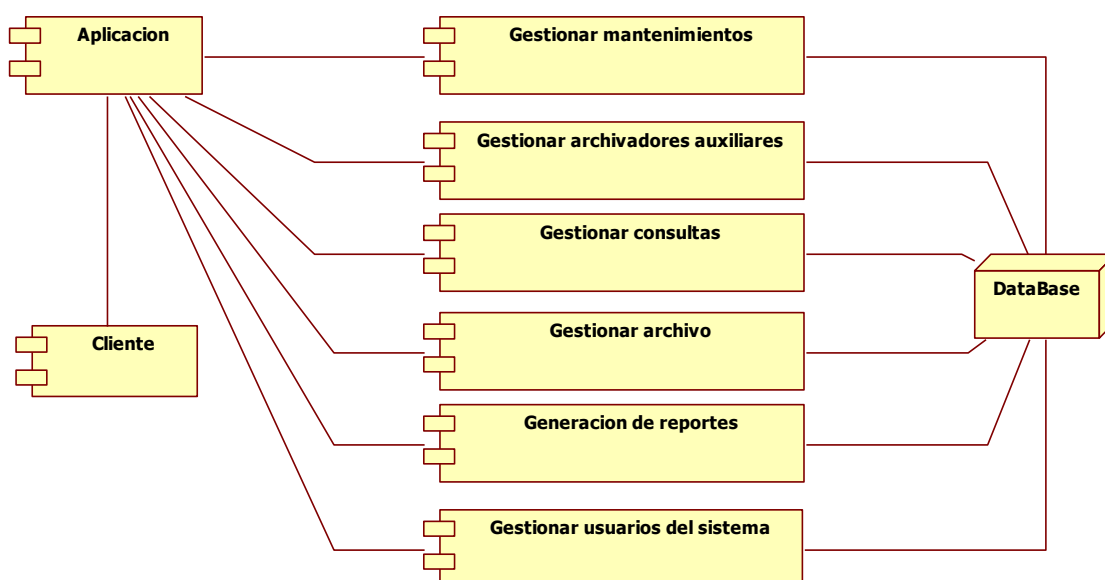 Aplicacion
Gestionar mantenimientos
Gestionar archivadores auxiliares
Gestionar consultas
DataBase
Gestionar archivo
Cliente
Generacion de reportes
Gestionar usuarios del sistema